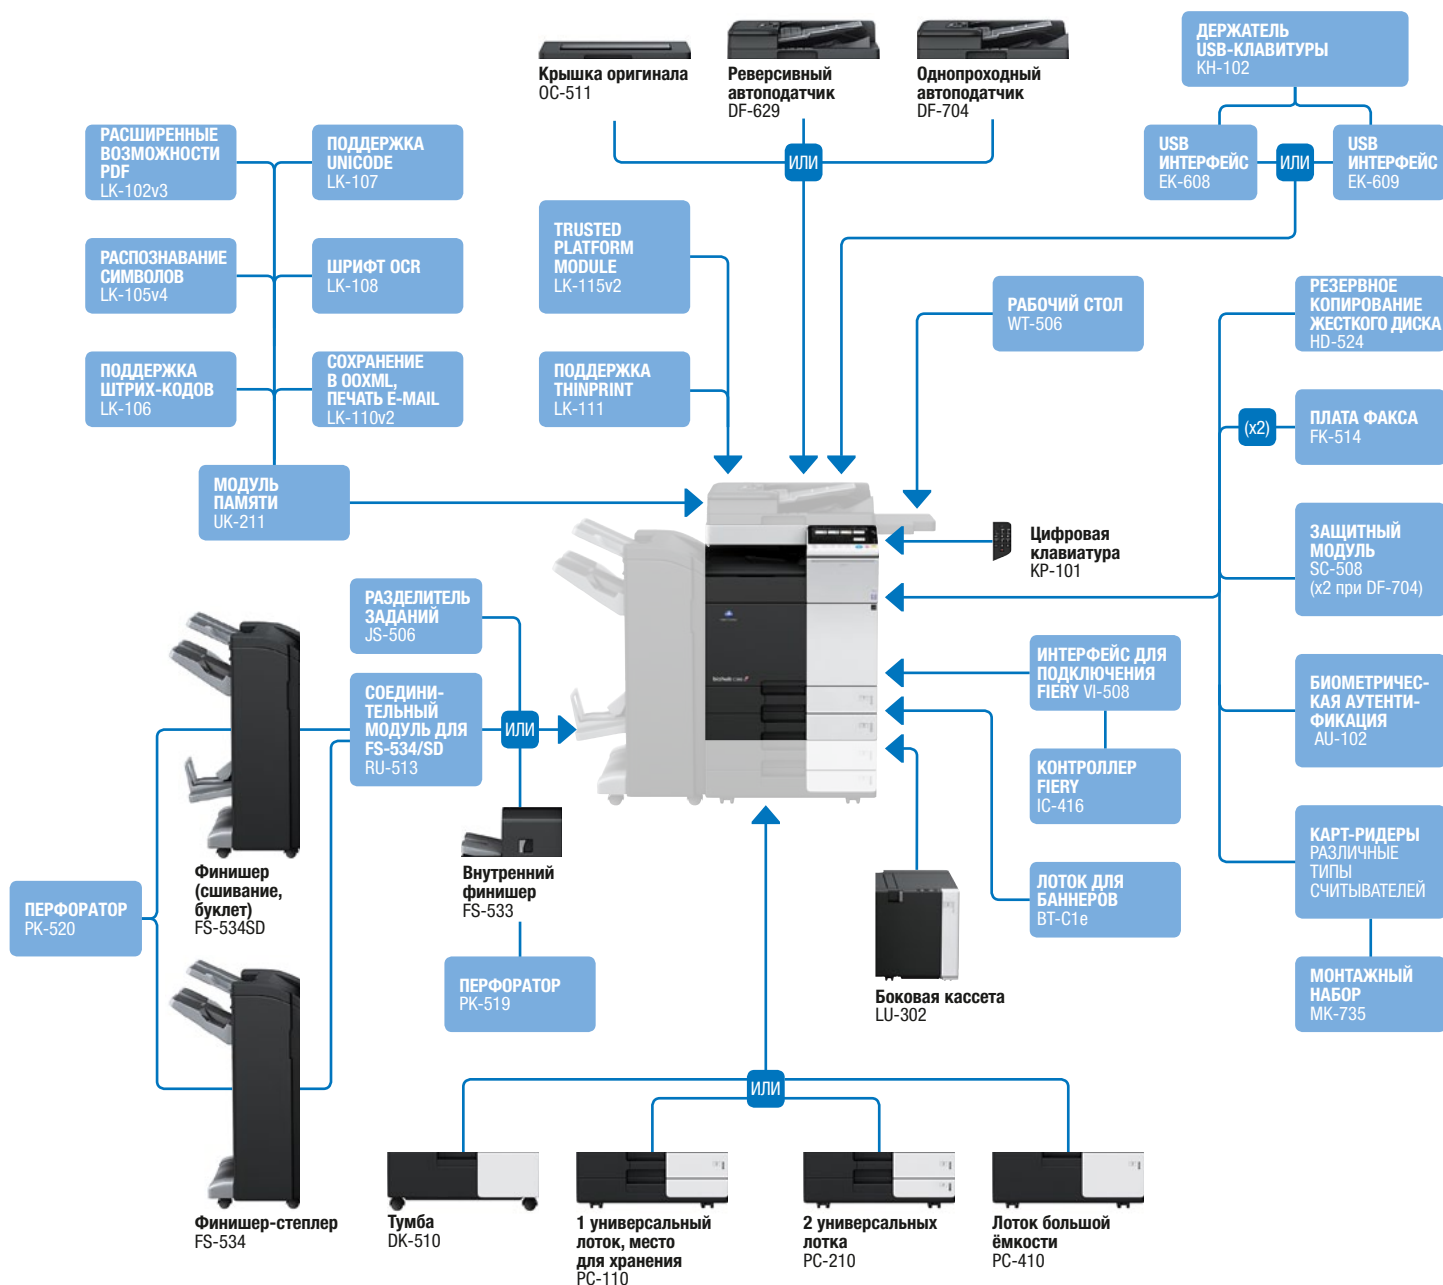 Крышка оригинала
OC-511
Реверсивный
автоподатчик
DF-629
Однопроходный
автоподатчик
DF-704
ДЕРЖАТЕЛЬ
USB-КЛАВИТУРЫ
KH-102
USB
ИНТЕРФЕЙС
EK-608
ИЛИ
USB
ИНТЕРФЕЙС
EK-609
ИЛИ
РАСШИРЕННЫЕ
ВОЗМОЖНОСТИ
PDF
LK-102v3
ПОДДЕРЖКА
UNICODE
LK-107
РАСПОЗНАВАНИЕ
СИМВОЛОВ
LK-105v4
ШРИФТ OCR
LK-108
ПОДДЕРЖКА
ШТРИХ-КОДОВ
LK-106
СОХРАНЕНИЕ
В OOXML,
ПЕЧАТЬ E-MAIL
LK-110v2
МОДУЛЬ
ПАМЯТИ
UK-211
TRUSTED
PLATFORM
MODULE
LK-115v2
ПОДДЕРЖКА
THINPRINT
LK-111
РАБОЧИЙ СТОЛ
WT-506
РЕЗЕРВНОЕ
КОПИРОВАНИЕ
ЖЕСТКОГО ДИСКА
HD-524
(x2)
ПЛАТА ФАКСА
FK-514
ЗАЩИТНЫЙ
МОДУЛЬ
SC-508
(x2 при DF-704)
БИОМЕТРИЧЕС-
КАЯ АУТЕНТИ-
ФИКАЦИЯ
AU-102
КАРТ-РИДЕРЫ
РАЗЛИЧНЫЕ
ТИПЫ
СЧИТЫВАТЕЛЕЙ
МОНТАЖНЫЙ
НАБОР
MK-735
Цифровая
клавиатура
KP-101
ИНТЕРФЕЙС ДЛЯ
ПОДКЛЮЧЕНИЯ
FIERY VI-508
КОНТРОЛЛЕР
FIERY
IC-416
ЛОТОК ДЛЯ
БАННЕРОВ
BT-C1e
Боковая кассета
LU-302
РАЗДЕЛИТЕЛЬ
ЗАДАНИЙ
JS-506
СОЕДИНИ-
ТЕЛЬНЫЙ
МОДУЛЬ ДЛЯ
FS-534/SD
RU-513
ИЛИ
Внутренний
финишер
FS-533
ПЕРФОРАТОР
PK-519
Финишер
(сшивание,
буклет)
FS-534SD
ПЕРФОРАТОР
PK-520
Финишер-степлер
FS-534
ИЛИ
Тумба
DK-510
1 универсальный
лоток, место
для хранения
PC-110
2 универсальных
лотка
PC-210
Лоток большой
ёмкости
PC-410